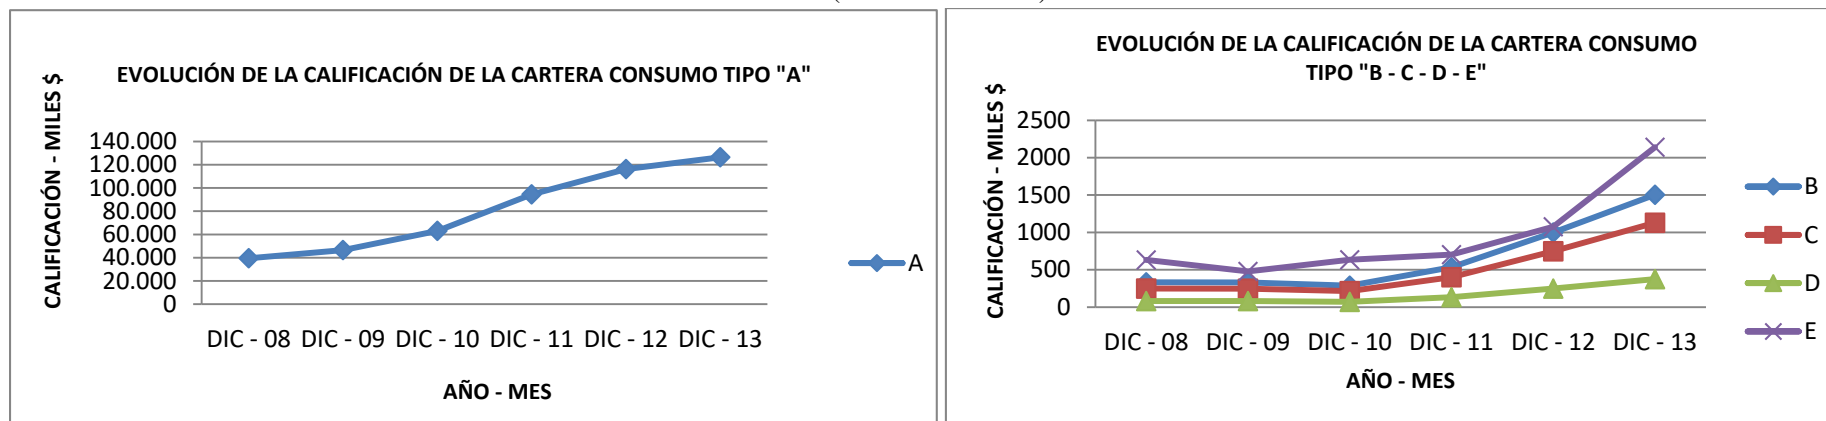 EVOLUCIÓN DE LA CALIFICACIÓN DE LA CARTERA CONSUMO TIPO "A"
CALIFICACIÓN - MILES $
140.000
120.000
100.000
80.000
60.000
40.000
20.000
0
DIC - 08 DIC - 09 DIC - 10 DIC - 11 DIC - 12 DIC - 13
AÑO - MES
A
EVOLUCIÓN DE LA CALIFICACIÓN DE LA CARTERA CONSUMO
TIPO "B - C - D - E"
CALIFICACIÓN - MILES $
2500
2000
1500
1000
500
0
DIC - 08 DIC - 09 DIC - 10 DIC - 11 DIC - 12 DIC - 13
AÑO - MES
B
C
D
E